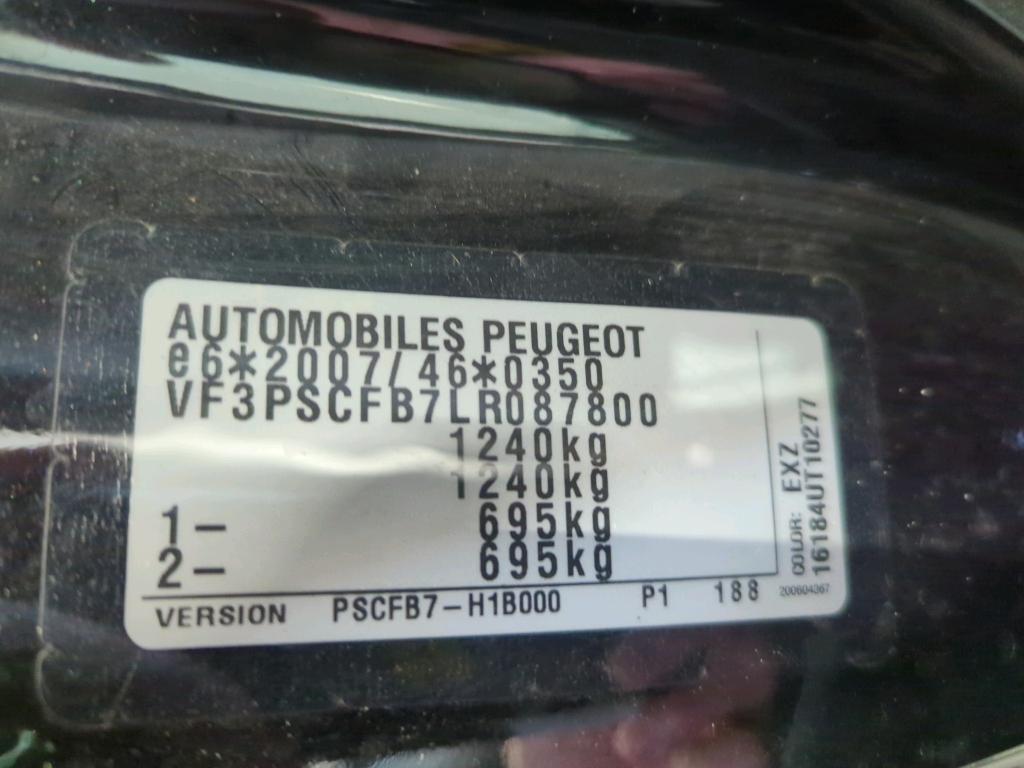 AUTOMOBILES PEUGEOT
e6*2007/46*0350
VF3PSCFB7LR087800
1240kg
1240kg
1- 695kg
2- 695kg
VERSION PSCFB7-H1B000 P1 188
COLOR: EXZ
16184UT10277
200604367